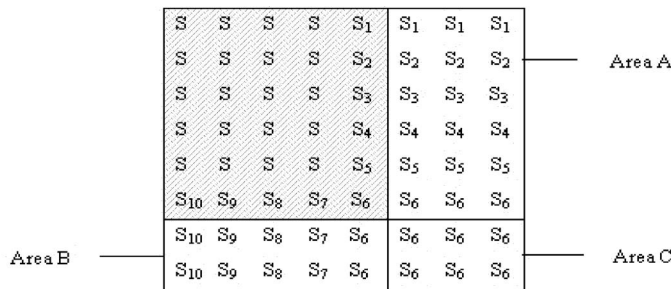 S S S S S₁ S₁ S₁ S₁
S S S S S₂ S₂ S₂ S₂ Area A
S S S S S₃ S₃ S₃ S₃
S S S S S₄ S₄ S₄ S₄
S S S S S₅ S₅ S₅ S₅
S₁₀ S₉ S₈ S₇ S₆ S₆ S₆ S₆
S₁₀ S₉ S₈ S₇ S₆ S₆ S₆ S₆
Area B Area C
S₁₀ S₉ S₈ S₇ S₆ S₆ S₆ S₆